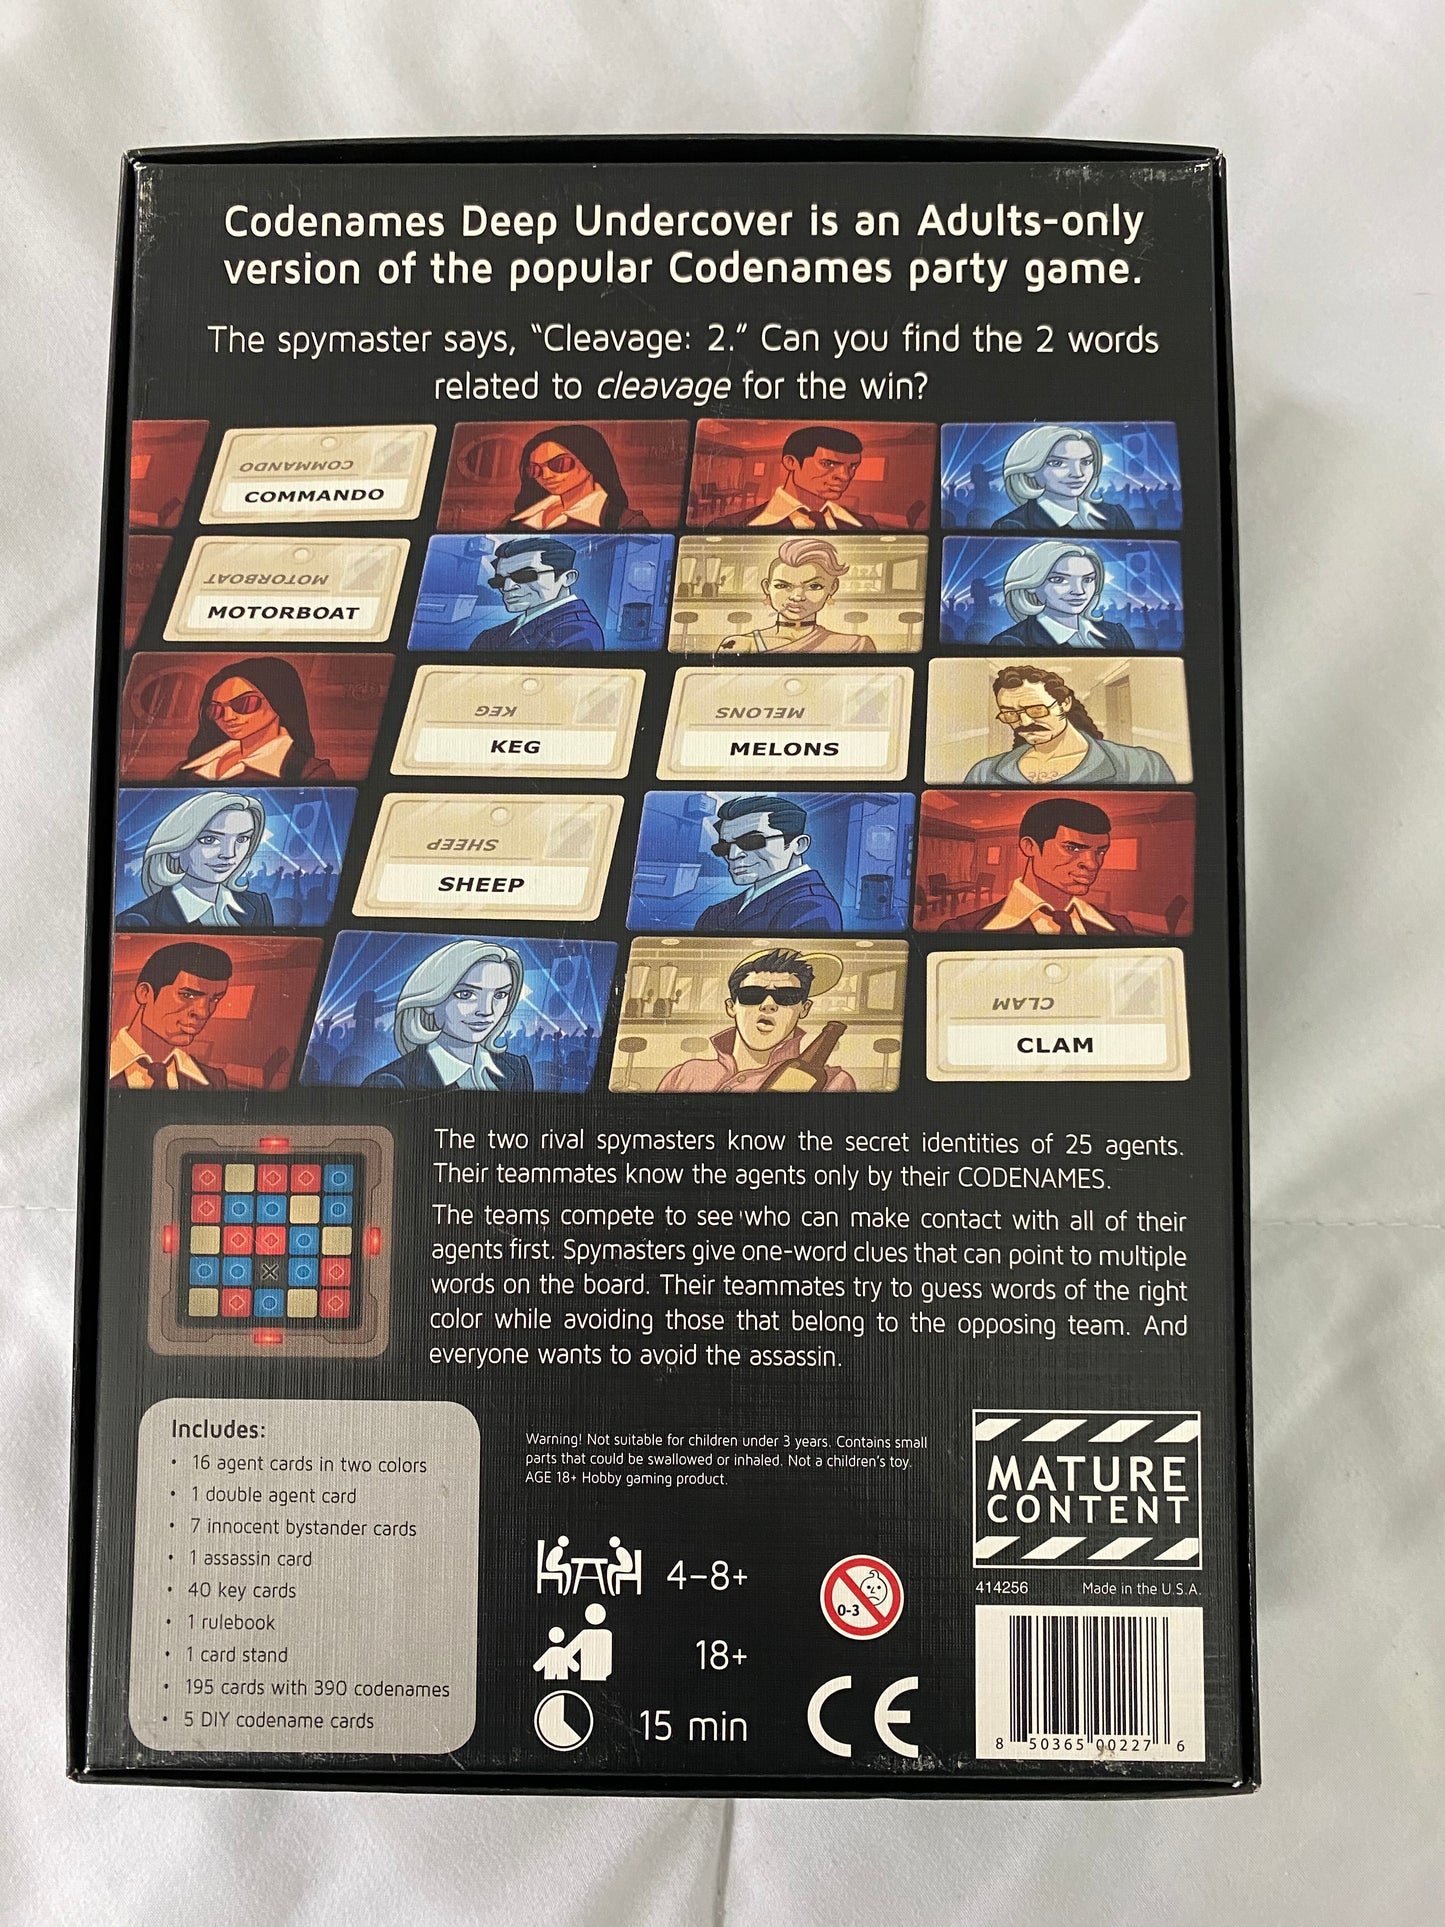 Codenames Deep Undercover is an Adults-only
version of the popular Codenames party game.
The spymaster says, “Cleavage: 2.” Can you find the 2 words
related to cleavage for the win?
COMMANDO
COMMANDO
MOTORBOAT
MOTORBOAT
KEG
KEG
MELONS
MELONS
SHEEP
SHEEP
CLAM
CLAM
The two rival spymasters know the secret identities of 25 agents.
Their teammates know the agents only by their CODENAMES.
The teams compete to see who can make contact with all of their
agents first. Spymasters give one-word clues that can point to multiple
words on the board. Their teammates try to guess words of the right
color while avoiding those that belong to the opposing team. And
everyone wants to avoid the assassin.
Includes:
• 16 agent cards in two colors
• 1 double agent card
• 7 innocent bystander cards
• 1 assassin card
• 40 key cards
• 1 rulebook
• 1 card stand
• 195 cards with 390 codenames
• 5 DIY codename cards
Warning! Not suitable for children under 3 years. Contains small
parts that could be swallowed or inhaled. Not a children's toy.
AGE 18+ Hobby gaming product.
4–8+
18+
15 min
0-3
CE
MATURE
CONTENT
414256 Made in the U.S.A.
8 50365 00227 6